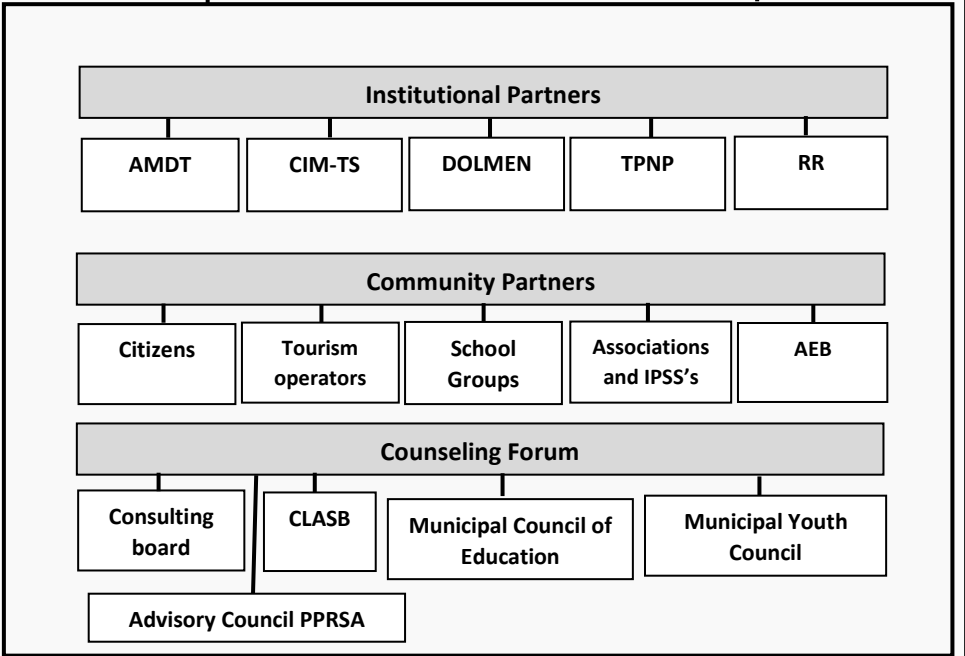 Institutional Partners
AMDT
CIM-TS
DOLMEN
TPNP
RR
Community Partners
Citizens
Tourism
operators
School
Groups
Associations
and IPSS’s
AEB
Counseling Forum
Consulting
board
CLASB
Municipal Council of
Education
Municipal Youth
Council
Advisory Council PPRSA